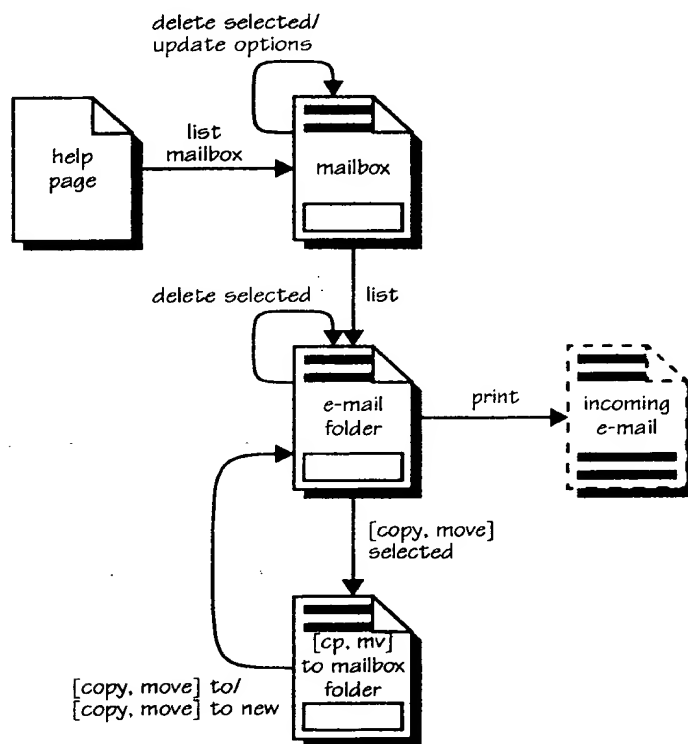 delete selected/
update options
list
mailbox
help
page
mailbox
delete selected
list
e-mail
folder
print
incoming
e-mail
[copy, move]
selected
[cp, mv]
to mailbox
folder
[copy, move] to/
[copy, move] to new